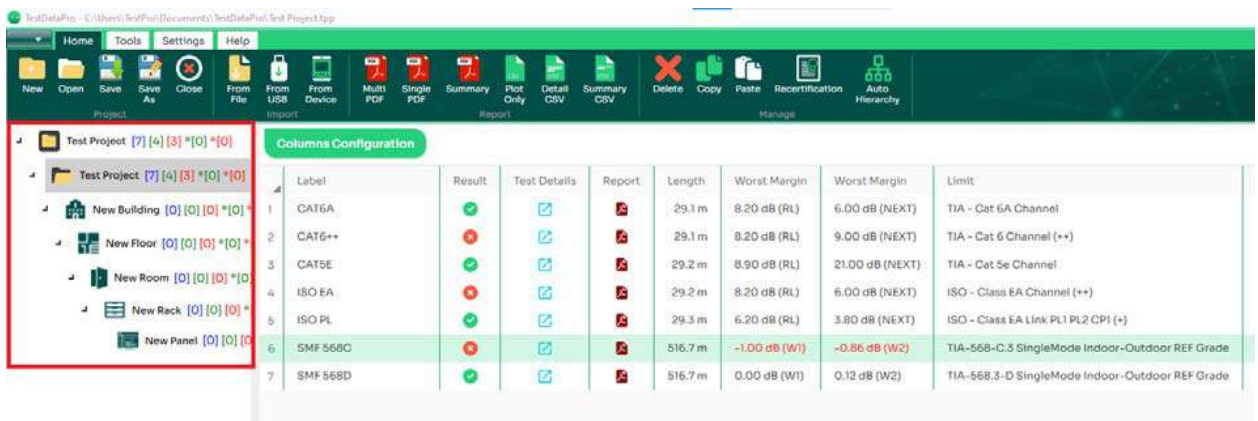 TestDataPro - C:\Users\TestPro\Documents\TestDataPro\Test Project.tpp
Home Tools Settings Help
New Open Save Save As Close From File From USB From Device Multi PDF Single PDF Summary Plot Only Detail CSV Summary CSV Delete Copy Paste Recertification Auto Hierarchy
Project Import Report Manage
Test Project [7] [4] [3] *[0] *[0]
Test Project [7] [4] [3] *[0] *[0]
New Building [0] [0] [0] *[0] *
New Floor [0] [0] [0] *[0] *
New Room [0] [0] [0] *[0]
New Rack [0] [0] [0] *
New Panel [0] [0] [0
Columns Configuration
Label Result Test Details Report Length Worst Margin Worst Margin Limit
1 CAT6A 29.1 m 8.20 dB (RL) 6.00 dB (NEXT) TIA - Cat 6A Channel
2 CAT6++ 29.1 m 8.20 dB (RL) 9.00 dB (NEXT) TIA - Cat 6 Channel (++)
3 CAT5E 29.2 m 8.90 dB (RL) 21.00 dB (NEXT) TIA - Cat 5e Channel
4 ISO EA 29.2 m 8.20 dB (RL) 6.00 dB (NEXT) ISO - Class EA Channel (++)
5 ISO PL 29.3 m 6.20 dB (RL) 3.80 dB (NEXT) ISO - Class EA Link PL1 PL2 CP1 (+)
6 SMF 568C 516.7 m -1.00 dB (W1) -0.86 dB (W2) TIA-568-C.3 SingleMode Indoor-Outdoor REF Grade
7 SMF 568D 516.7 m 0.00 dB (W1) 0.12 dB (W2) TIA-568.3-D SingleMode Indoor-Outdoor REF Grade